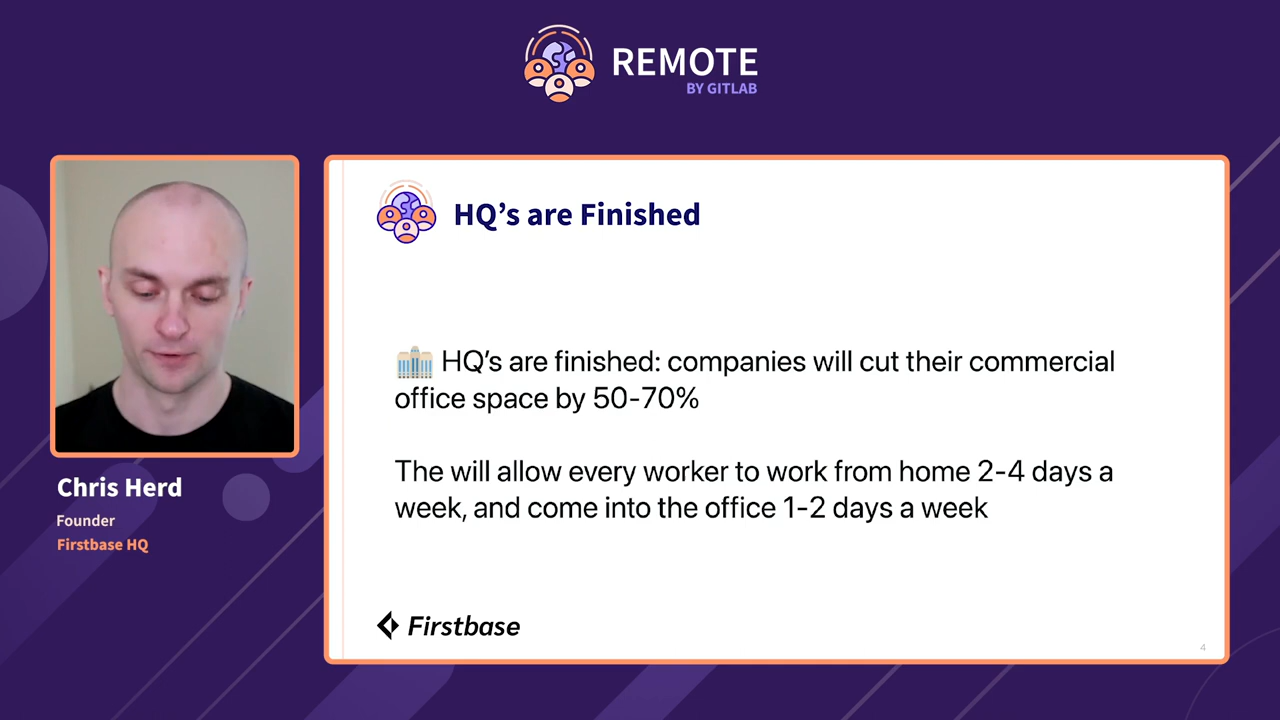 REMOTE
BY GITLAB
HQ’s are Finished
HQ’s are finished: companies will cut their commercial
office space by 50-70%
The will allow every worker to work from home 2-4 days a
week, and come into the office 1-2 days a week
Firstbase
4
Chris Herd
Founder
Firstbase HQ